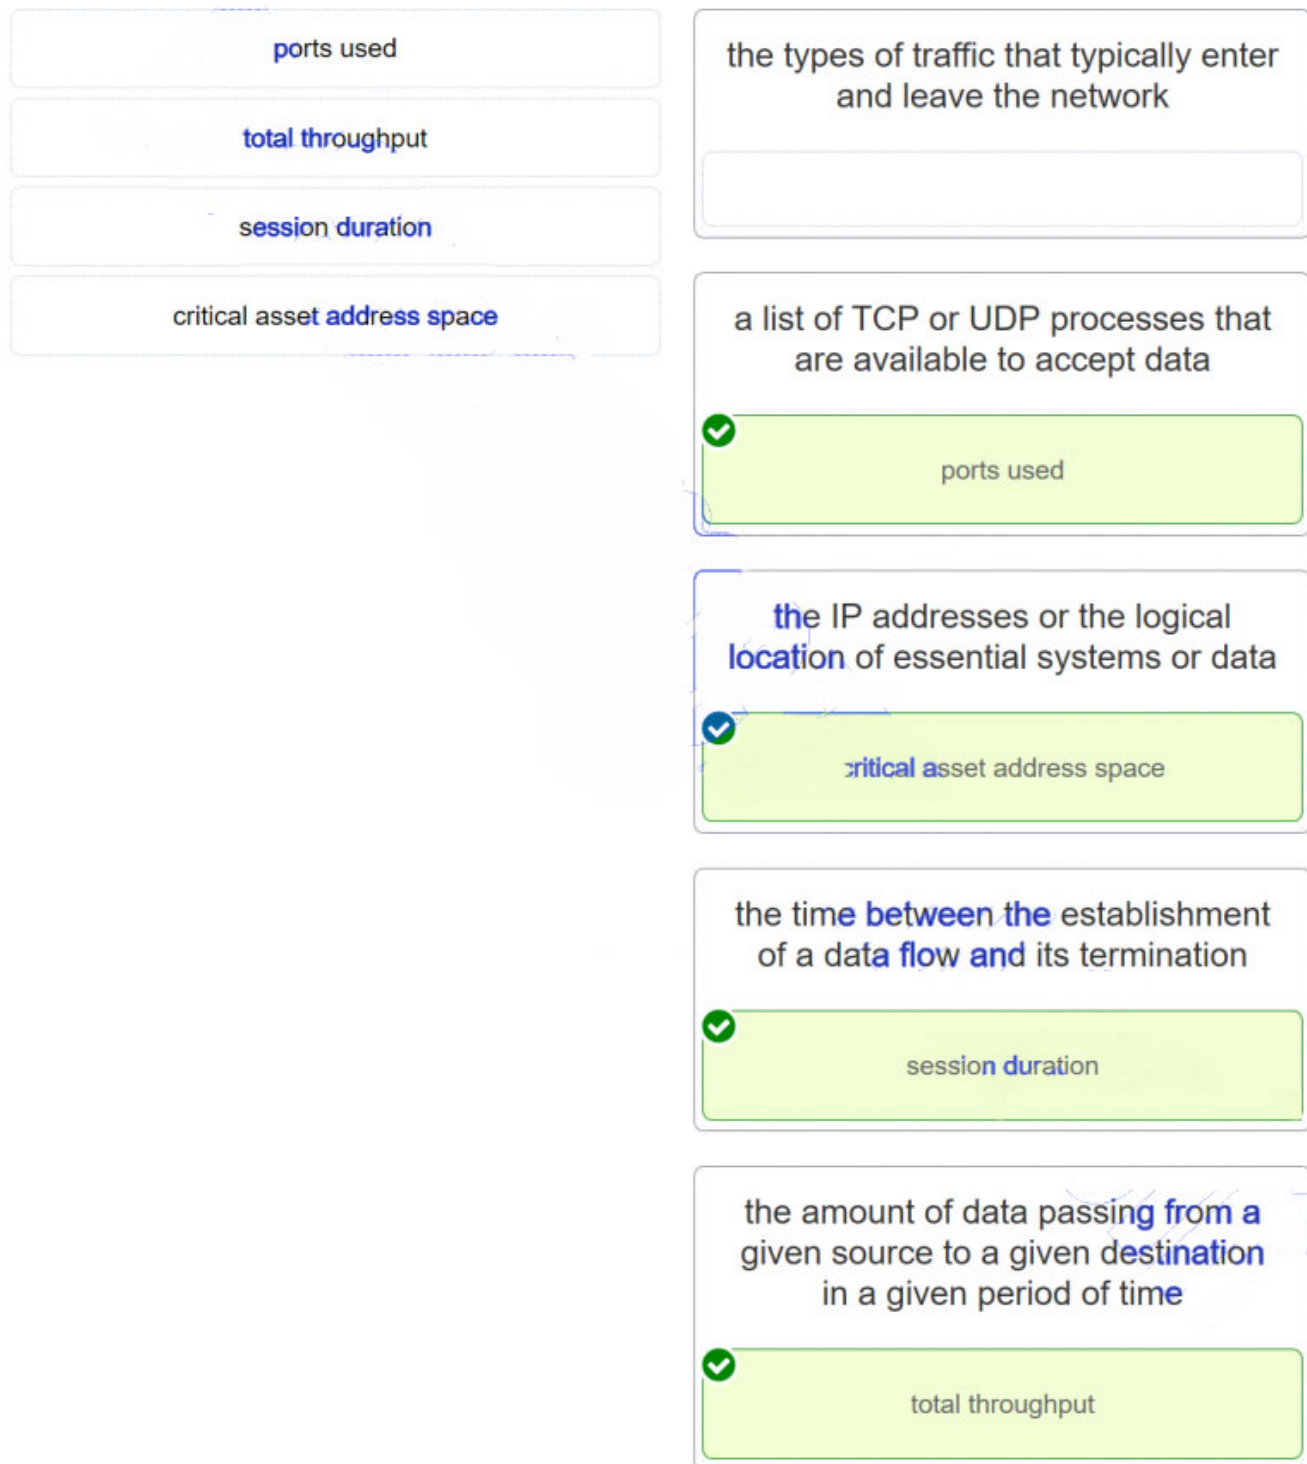 ports used
total throughput
session duration
critical asset address space
the types of traffic that typically enter
and leave the network
a list of TCP or UDP processes that
are available to accept data
ports used
the IP addresses or the logical
location of essential systems or data
critical asset address space
the time between the establishment
of a data flow and its termination
session duration
the amount of data passing from a
given source to a given destination
in a given period of time
total throughput